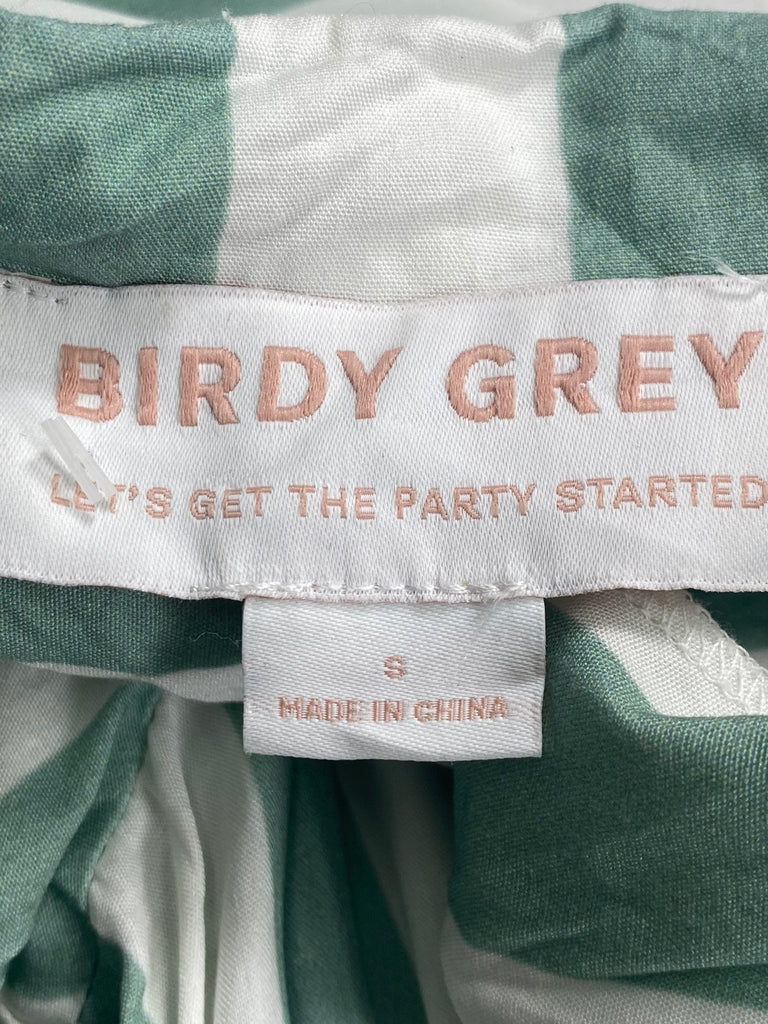 BIRDY GREY
LET'S GET THE PARTY STARTED
S
MADE IN CHINA